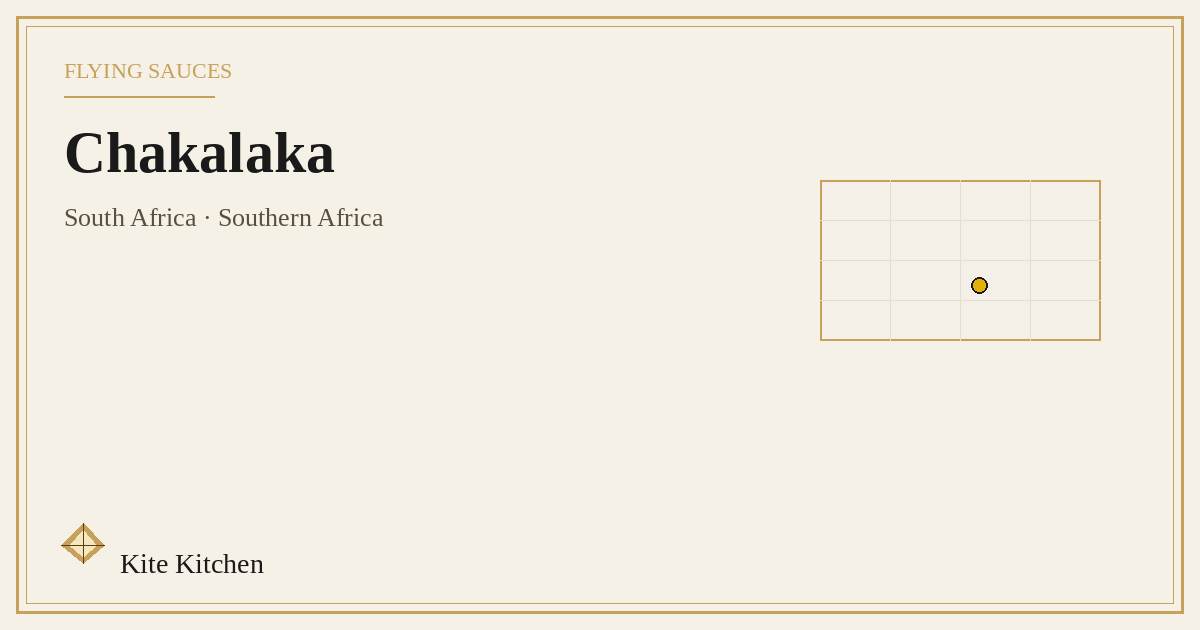 FLYING SAUCES
Chakalaka
South Africa · Southern Africa
Kite Kitchen